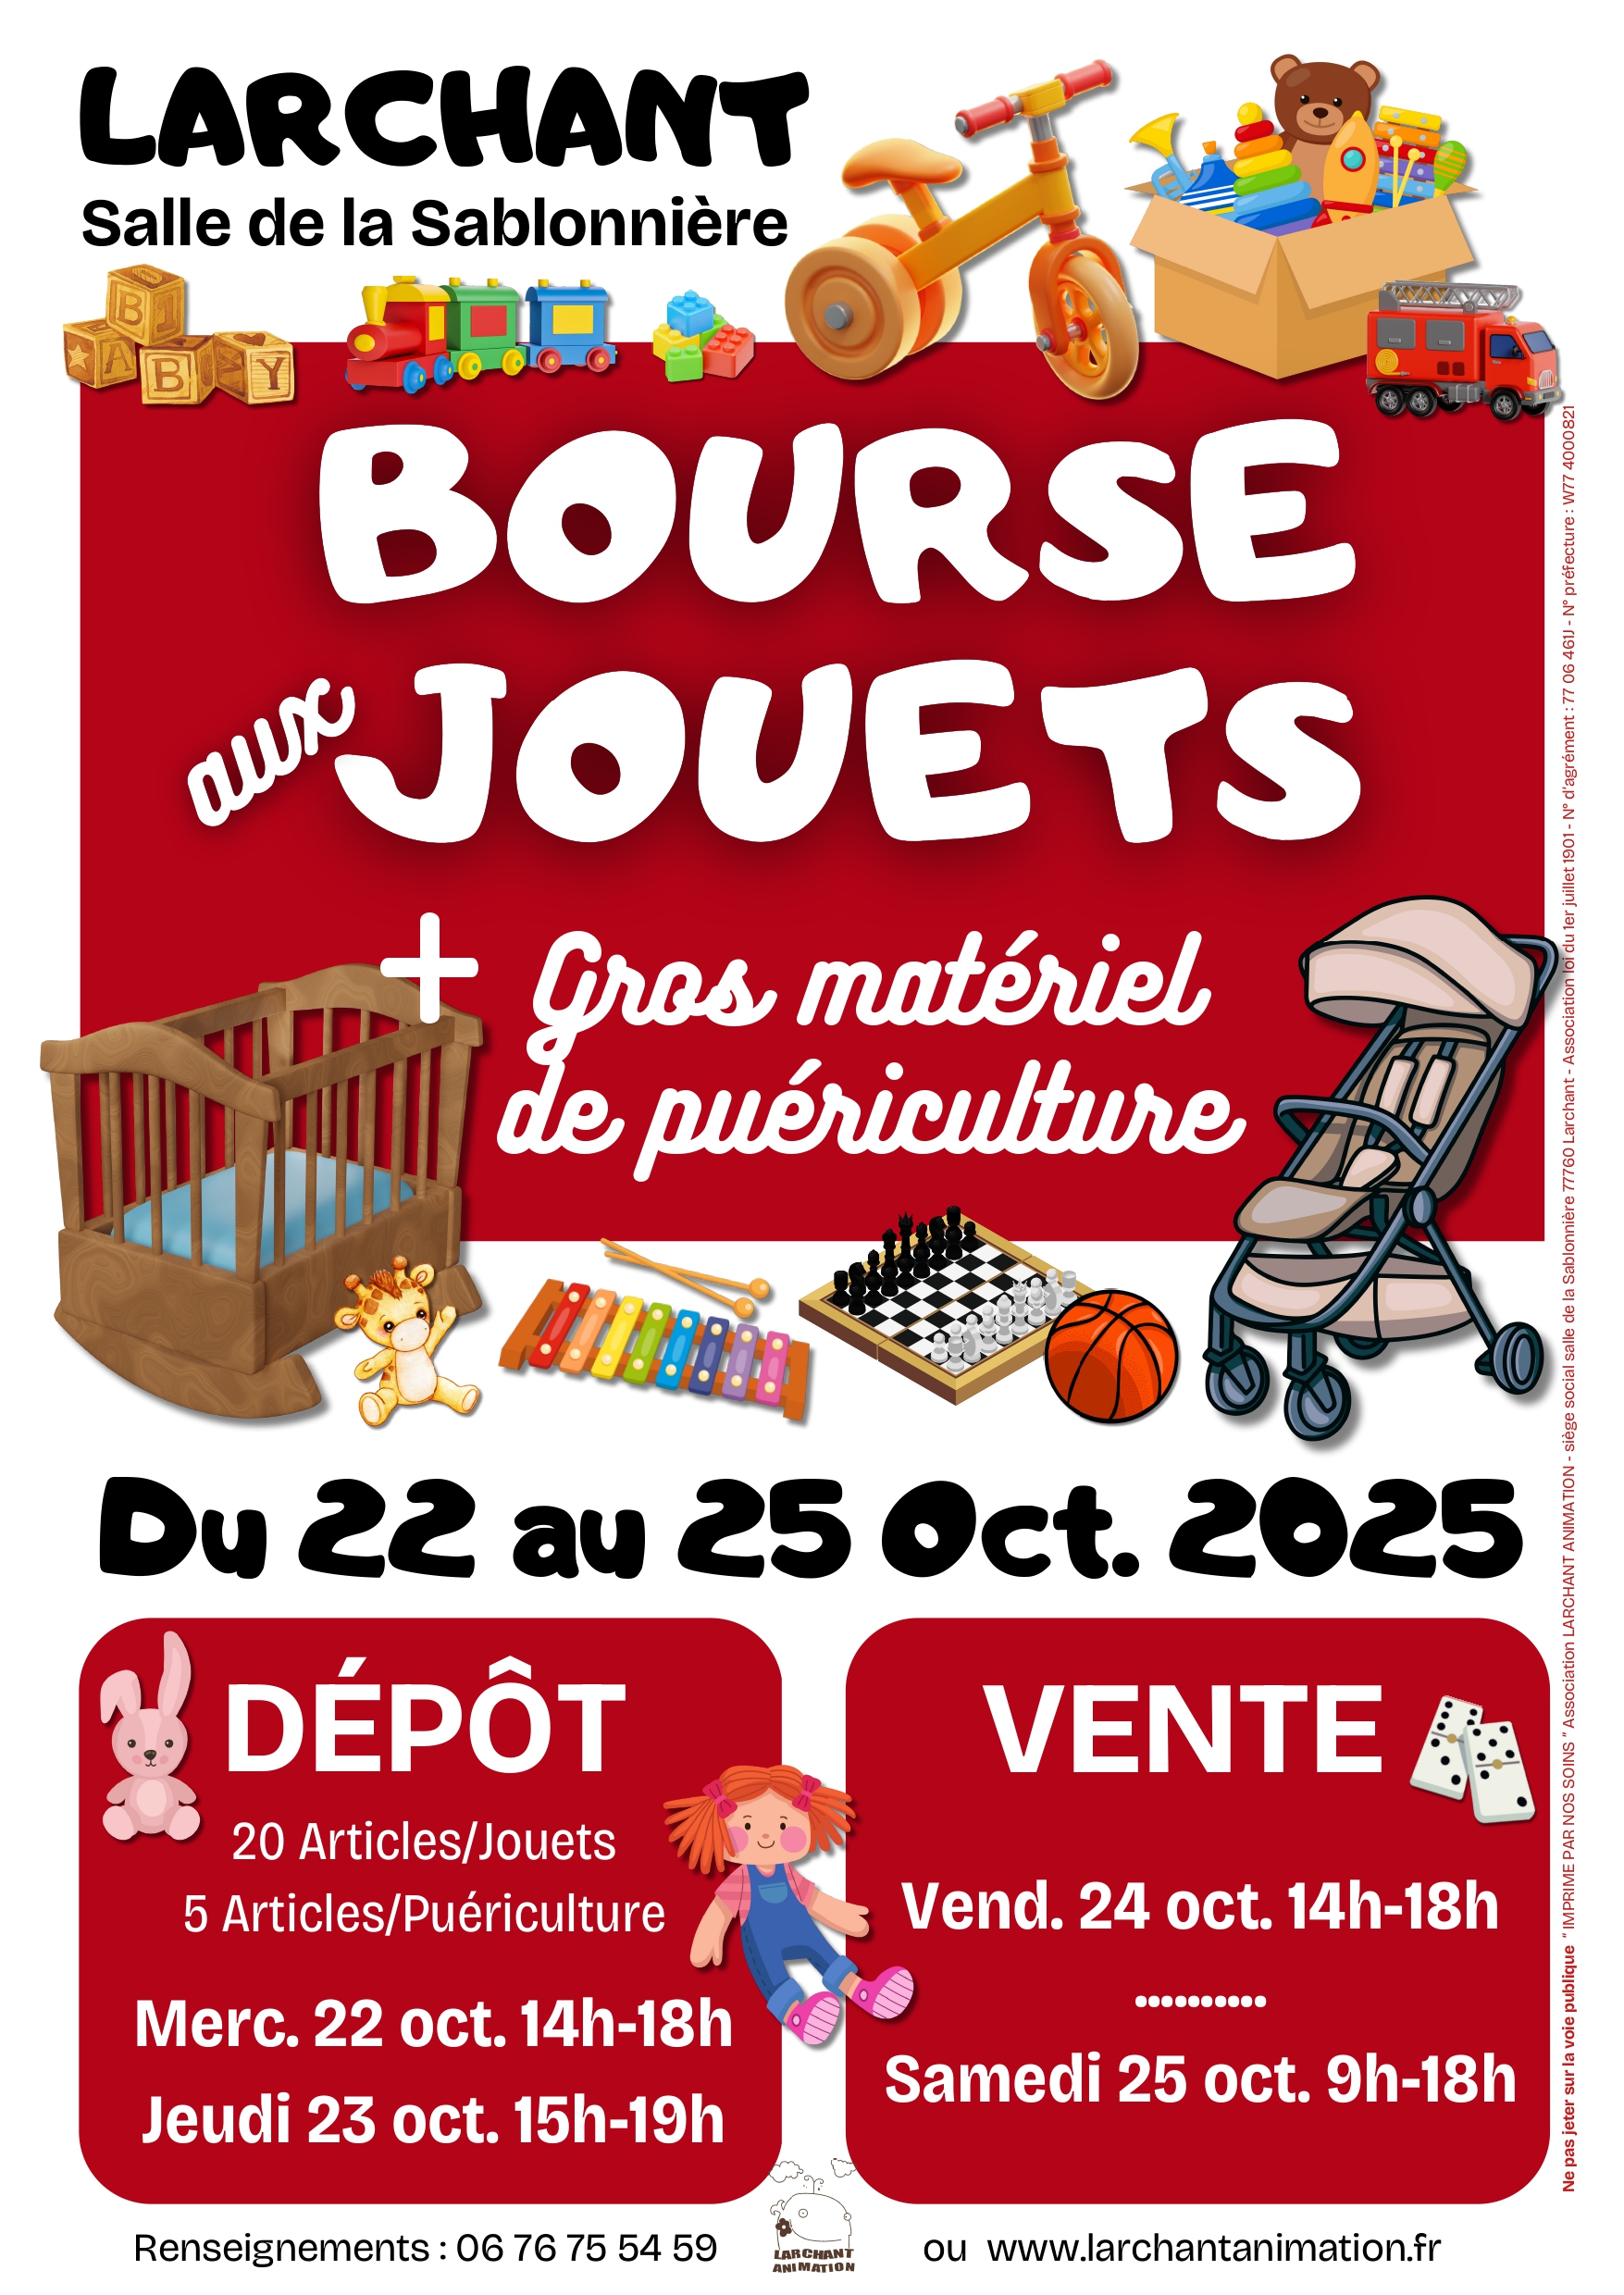 LARCHANT
Salle de la Sablonnière
BOURSE
aux JOUETS
+ Gros matériel
de puériculture
Du 22 au 25 Oct. 2025
DÉPÔT
20 Articles/Jouets
5 Articles/Puériculture
Merc. 22 oct. 14h-18h
Jeudi 23 oct. 15h-19h
VENTE
Vend. 24 oct. 14h-18h
..........
Samedi 25 oct. 9h-18h
Renseignements : 06 76 75 54 59
LARCHANT
ANIMATION
ou www.larchantanimation.fr
Ne pas jeter sur la voie publique " IMPRIME PAR NOS SOINS " Association LARCHANT ANIMATION - siège social salle de la Sablonnière 77760 Larchant - Association loi du 1er juillet 1901 - N° d'agrément : 77 06 461J - N° préfecture : W77 4000821
B
A
B
Y